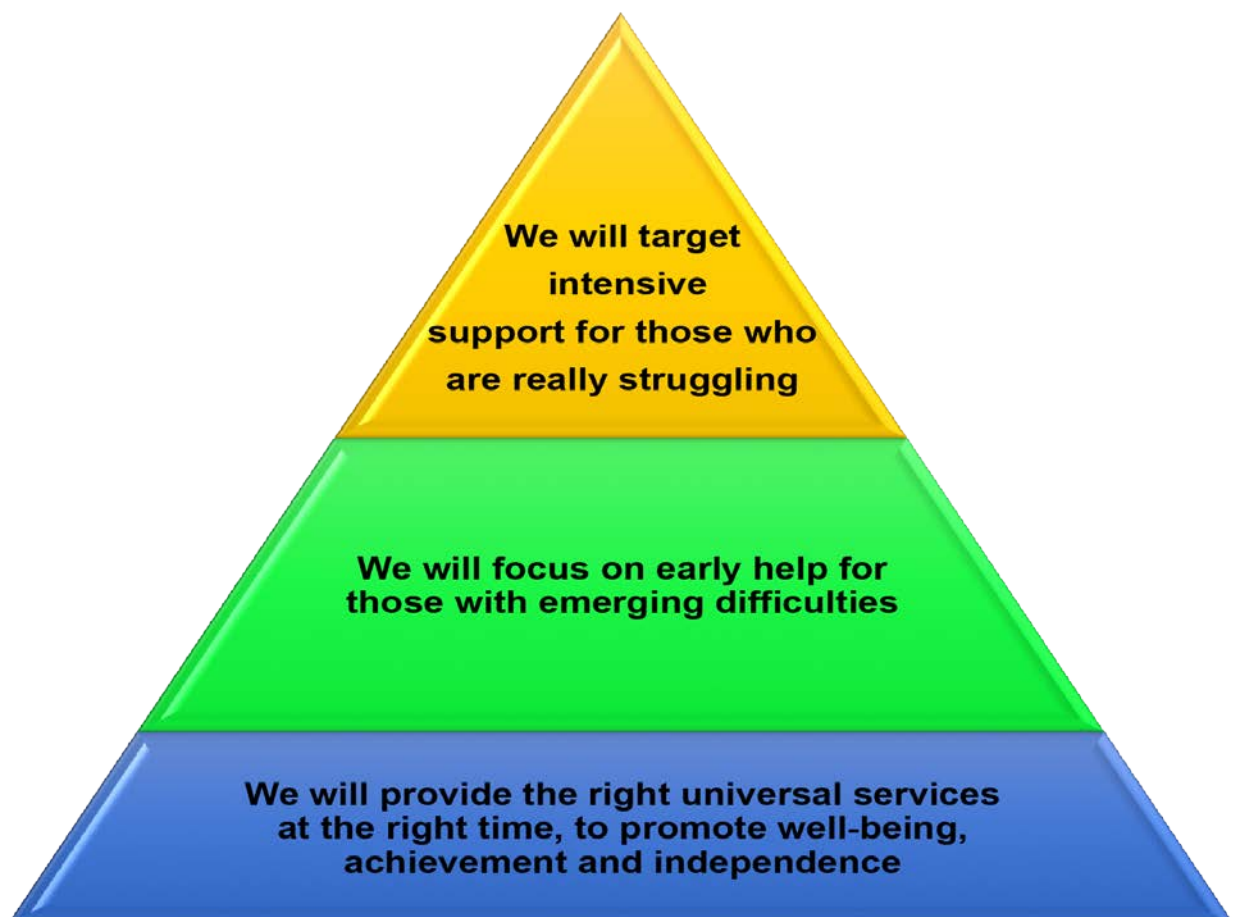 We will target
intensive
support for those who
are really struggling
We will focus on early help for
those with emerging difficulties
We will provide the right universal services
at the right time, to promote well-being,
achievement and independence